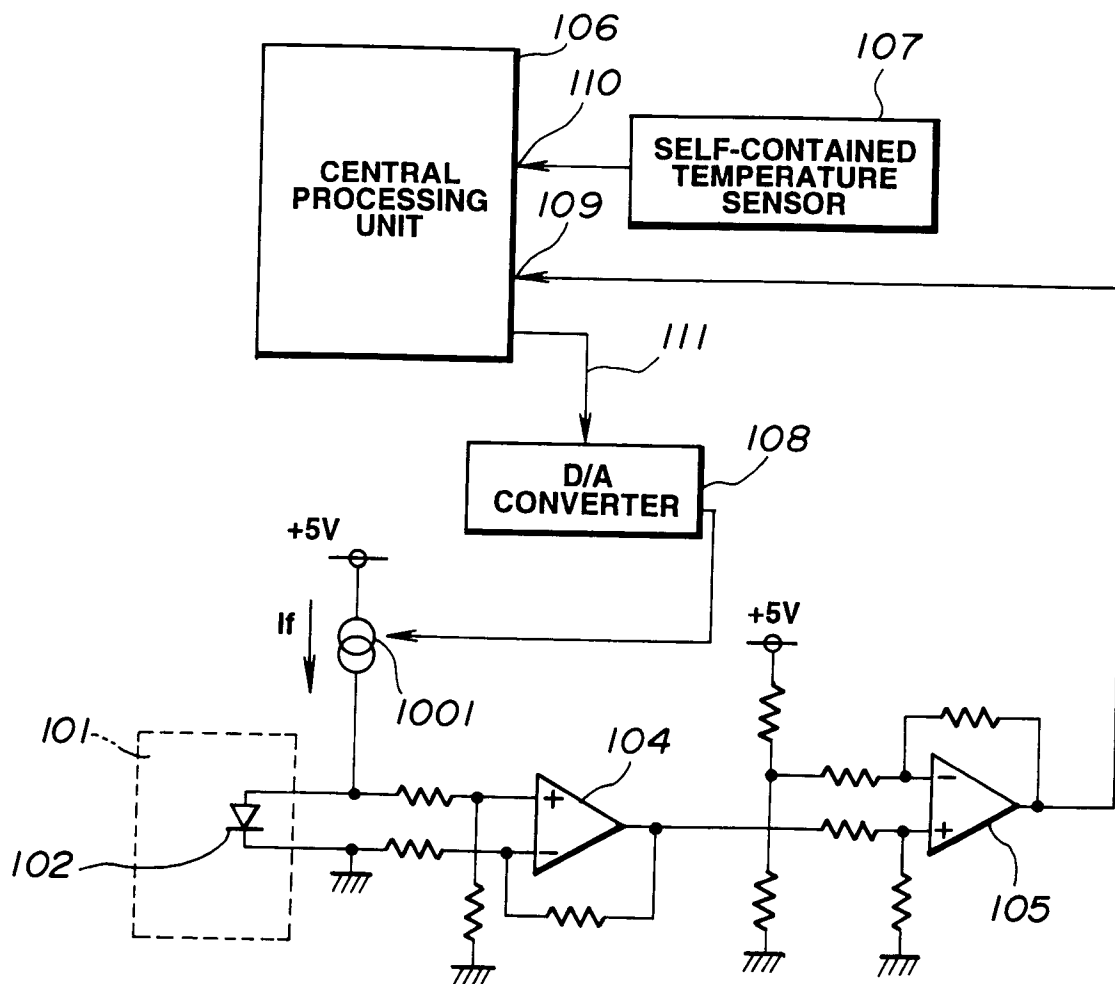 106
107
110
SELF-CONTAINED
TEMPERATURE
SENSOR
CENTRAL
PROCESSING
UNIT
109
111
108
D/A
CONVERTER
+5V
+5V
If
1001
101
104
+
−
−
+
102
105